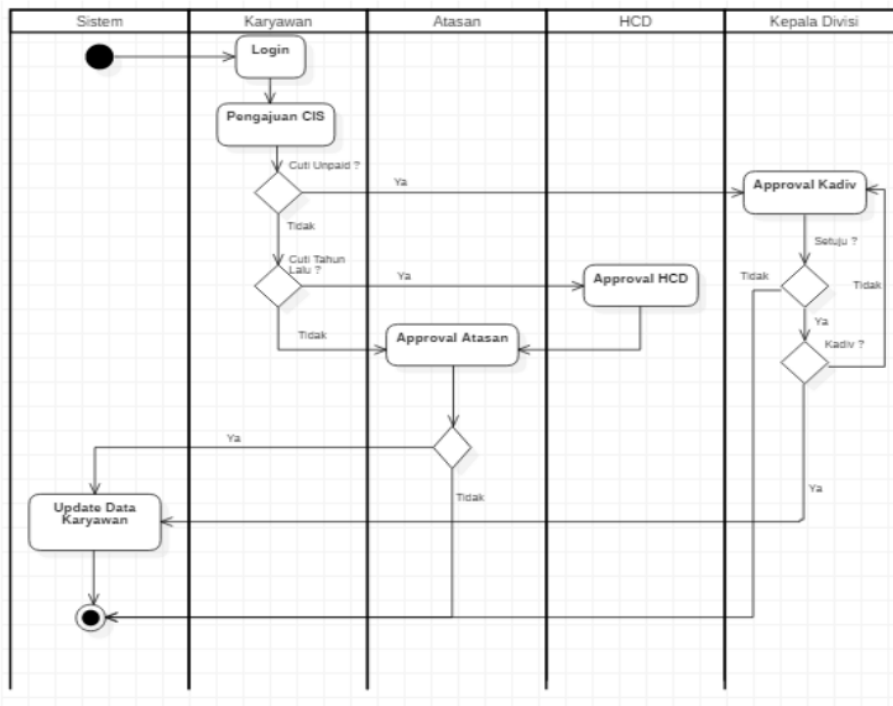 Sistem
Karyawan
Atasan
HCD
Kepala Divisi
Login
Pengajuan CIS
Cuti Unpaid ?
Ya
Approval Kadiv
Tidak
Setuju ?
Cuti Tahun
Lalu ?
Ya
Approval HCD
Tidak
Tidak
Ya
Tidak
Approval Atasan
Kadiv ?
Ya
Tidak
Ya
Update Data
Karyawan